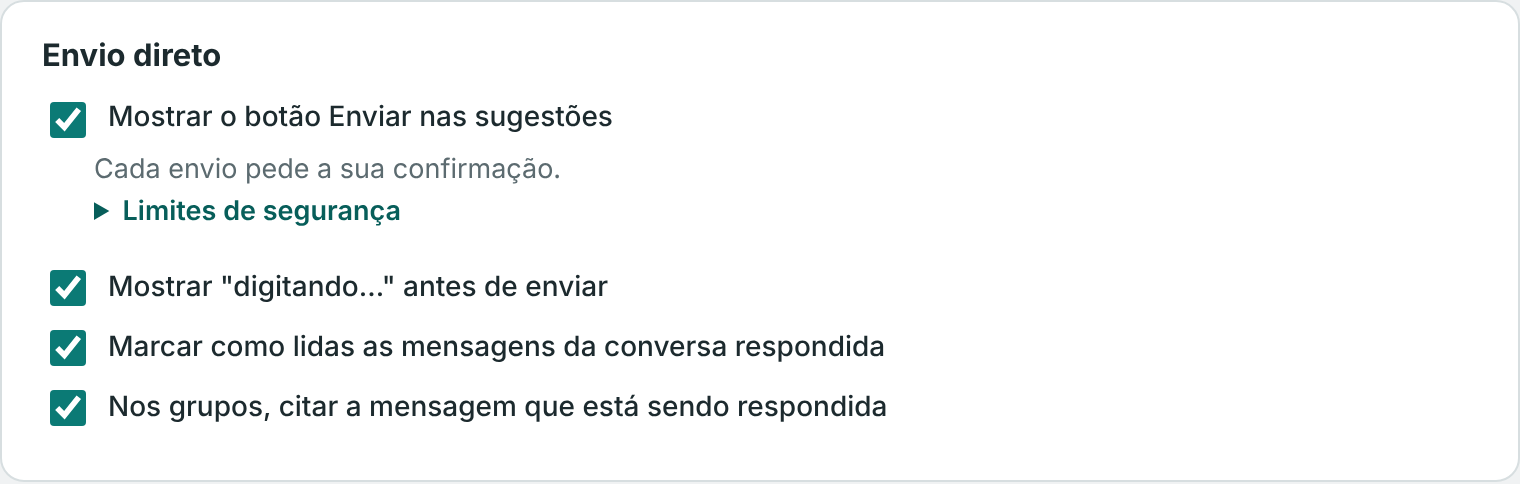 Envio direto
Mostrar o botão Enviar nas sugestões
Cada envio pede a sua confirmação.
Limites de segurança
Mostrar "digitando..." antes de enviar
Marcar como lidas as mensagens da conversa respondida
Nos grupos, citar a mensagem que está sendo respondida